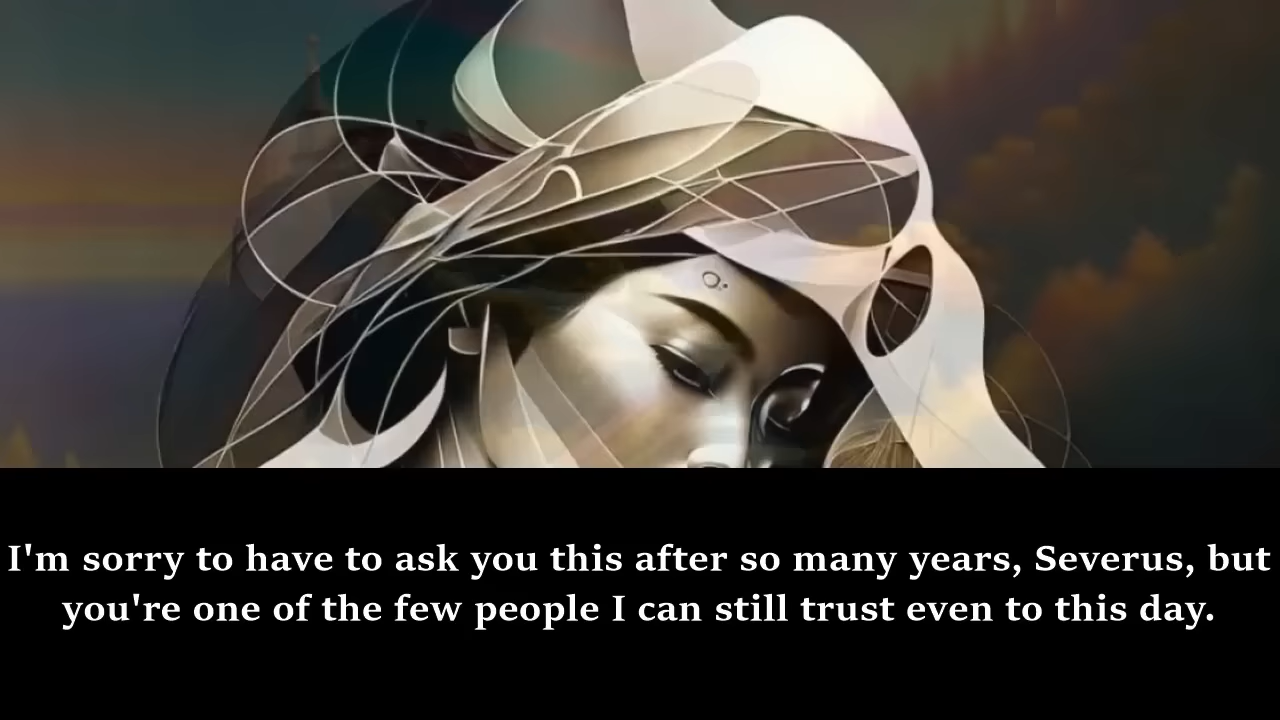 I'm sorry to have to ask you this after so many years, Severus, but
you're one of the few people I can still trust even to this day.